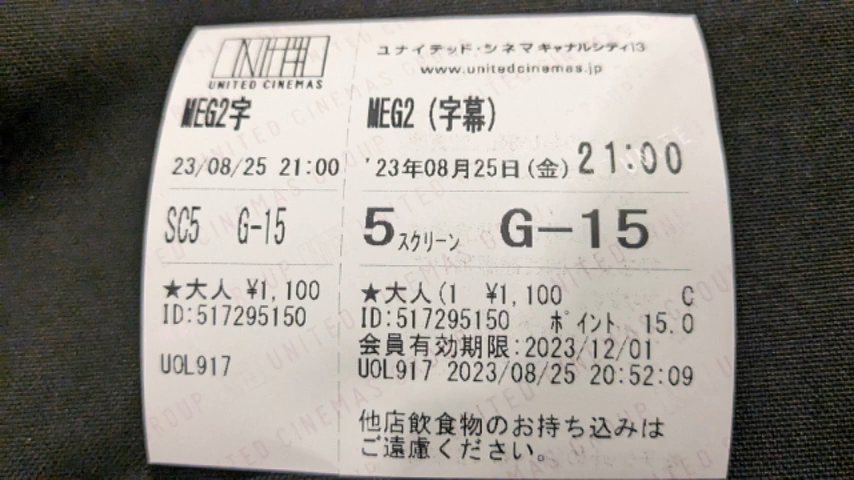 UNITED CINEMAS
MEG2字
23/08/25 21:00
SC5 G-15
★大人 ¥1,100
ID:517295150
UOL917
ユナイテッド・シネマキャナルシティ13
www.unitedcinemas.jp
MEG2 (字幕)
'23年08月25日(金) 21:00
5スクリーン G-15
★大人(1 ¥1,100 C
ID:517295150 ポイント 15.0
会員有効期限:2023/12/01
UOL917 2023/08/25 20:52:09
他店飲食物のお持ち込みは
ご遠慮ください。